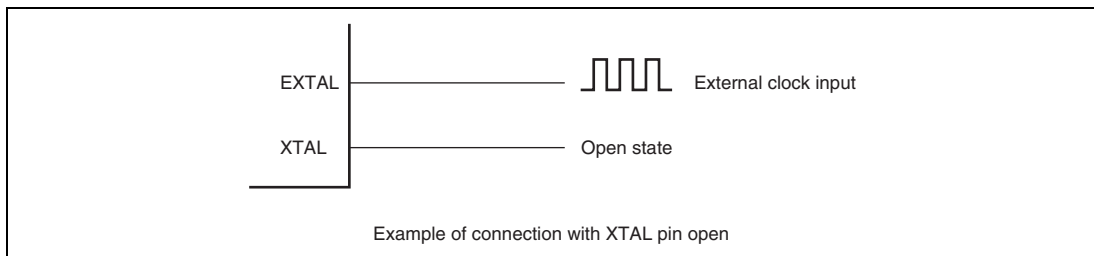 EXTAL External clock input
XTAL Open state
Example of connection with XTAL pin open